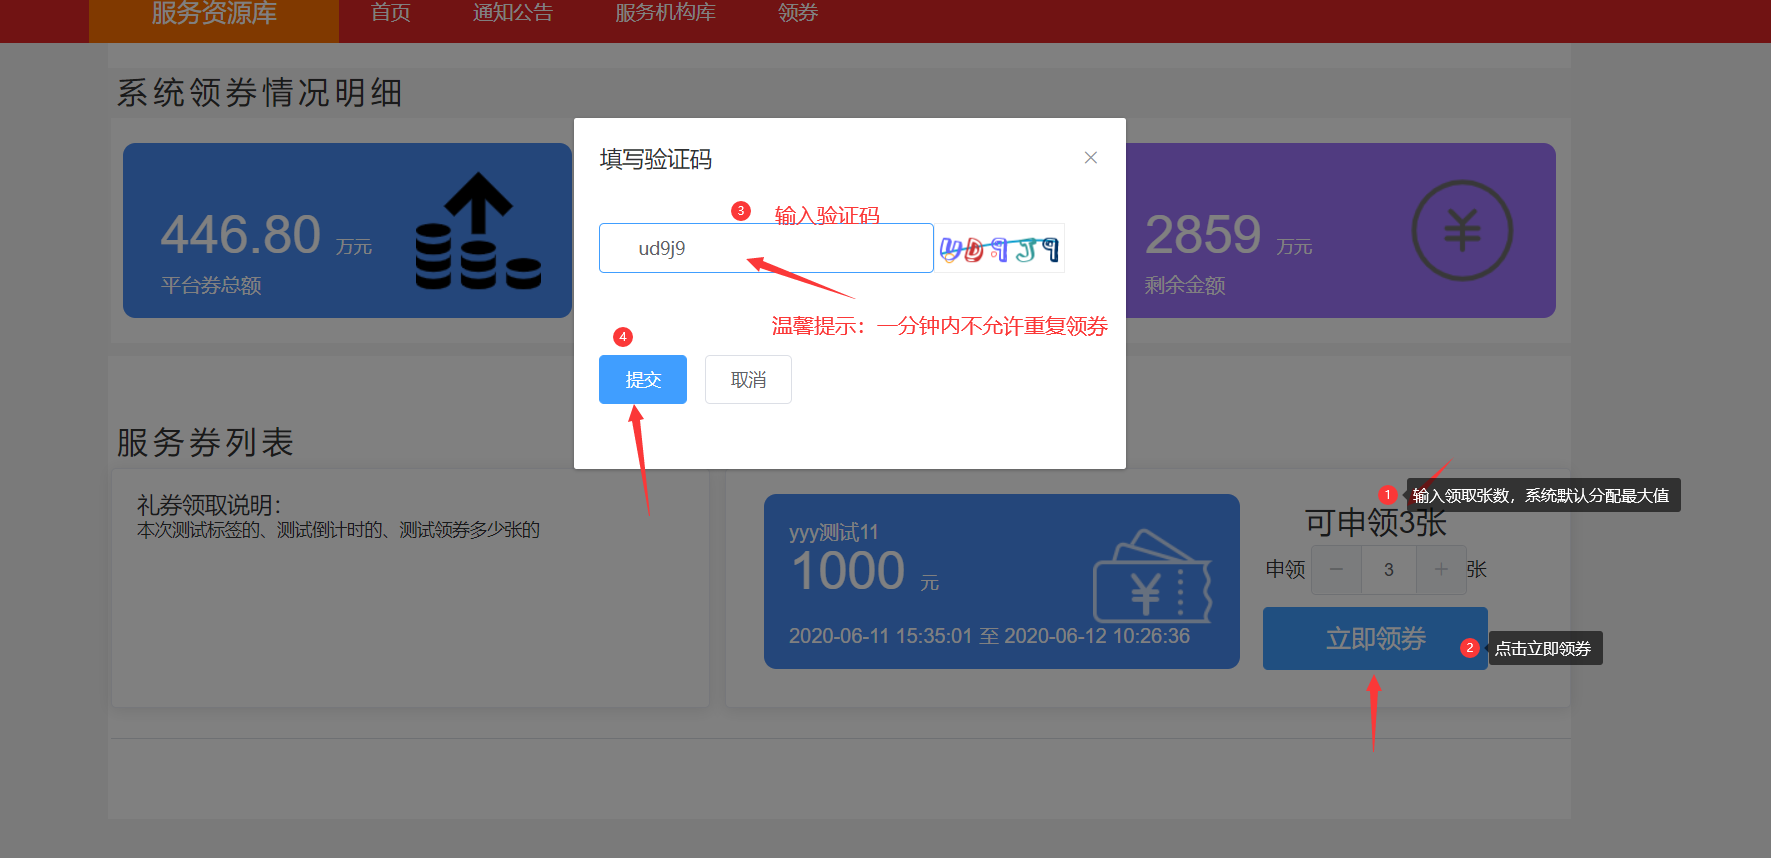 服务资源库 首页 通知公告 服务机构库 领券
系统领券情况明细
446.80 万元
平台券总额
填写验证码
3 输入验证码
ud9j9 UD9J9
温馨提示：一分钟内不允许重复领券
4
提交 取消
2859 万元
剩余金额
服务券列表
礼券领取说明：
本次测试标签的、测试倒计时的、测试领券多少张的
yyy测试11
1000 元
2020-06-11 15:35:01 至 2020-06-12 10:26:36
1 输入领取张数，系统默认分配最大值
可申领3张
申领 − 3 + 张
立即领券 2 点击立即领券